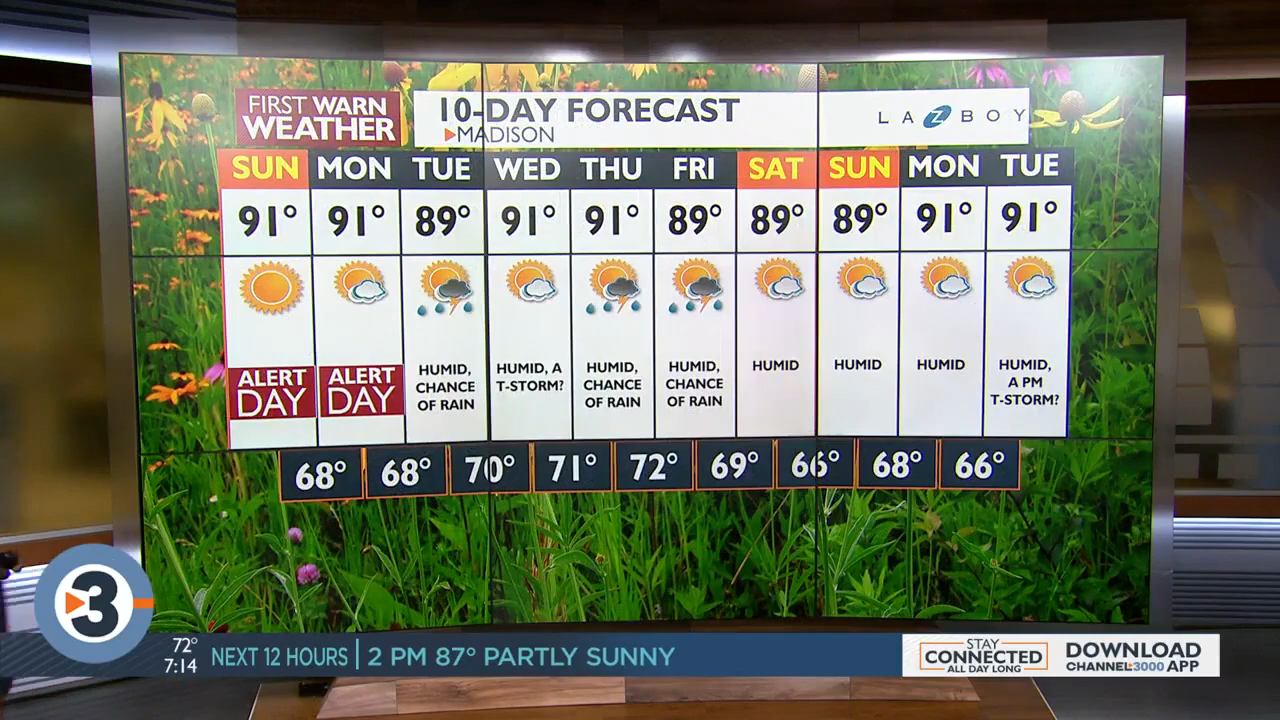 FIRST WARN
WEATHER
10-DAY FORECAST
MADISON
LA Z BOY
SUN MON TUE WED THU FRI SAT SUN MON TUE
91° 91° 89° 91° 91° 89° 89° 89° 91° 91°
ALERT DAY
ALERT DAY
HUMID, CHANCE OF RAIN
HUMID, A T-STORM?
HUMID, CHANCE OF RAIN
HUMID, CHANCE OF RAIN
HUMID
HUMID
HUMID
HUMID, A PM T-STORM?
68° 68° 70° 71° 72° 69° 66° 68° 66°
3
72°
7:14
NEXT 12 HOURS | 2 PM 87° PARTLY SUNNY
STAY
CONNECTED
ALL DAY LONG
DOWNLOAD
CHANNEL3000 APP